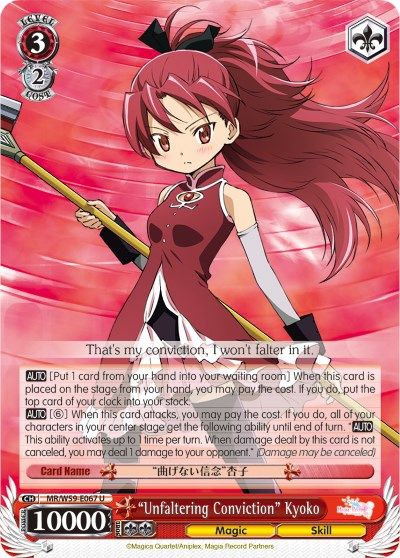 LEVEL
3
2
COST
That's my conviction, I won't falter in it.
AUTO [Put 1 card from your hand into your waiting room] When this card is
placed on the stage from your hand, you may pay the cost. If you do, put the
top card of your clock into your stock.
AUTO [⑥] When this card attacks, you may pay the cost. If you do, all of your
characters in your center stage get the following ability until end of turn. "AUTO
This ability activates up to 1 time per turn. When damage dealt by this card is not
canceled, you may deal 1 damage to your opponent." (Damage may be canceled)
Card Name "曲げない信念"杏子
CH MR/W59-E067 U
"Unfaltering Conviction" Kyoko
POWER 10000 SOUL
Magic Skill
©Magica Quartet/Aniplex, Magia Record Partners